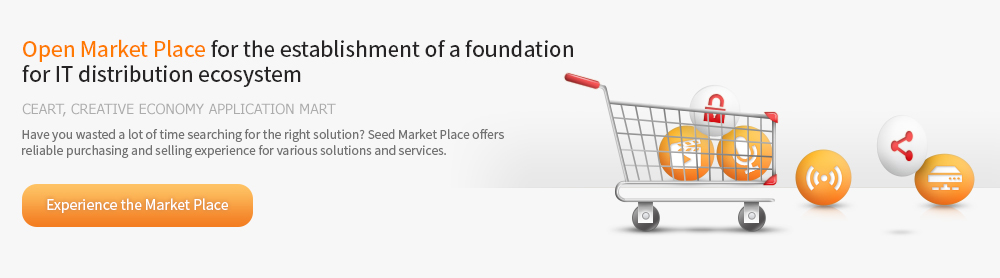 Open Market Place for the establishment of a foundation
for IT distribution ecosystem
CEART, CREATIVE ECONOMY APPLICATION MART
Have you wasted a lot of time searching for the right solution? Seed Market Place offers
reliable purchasing and selling experience for various solutions and services.
Experience the Market Place